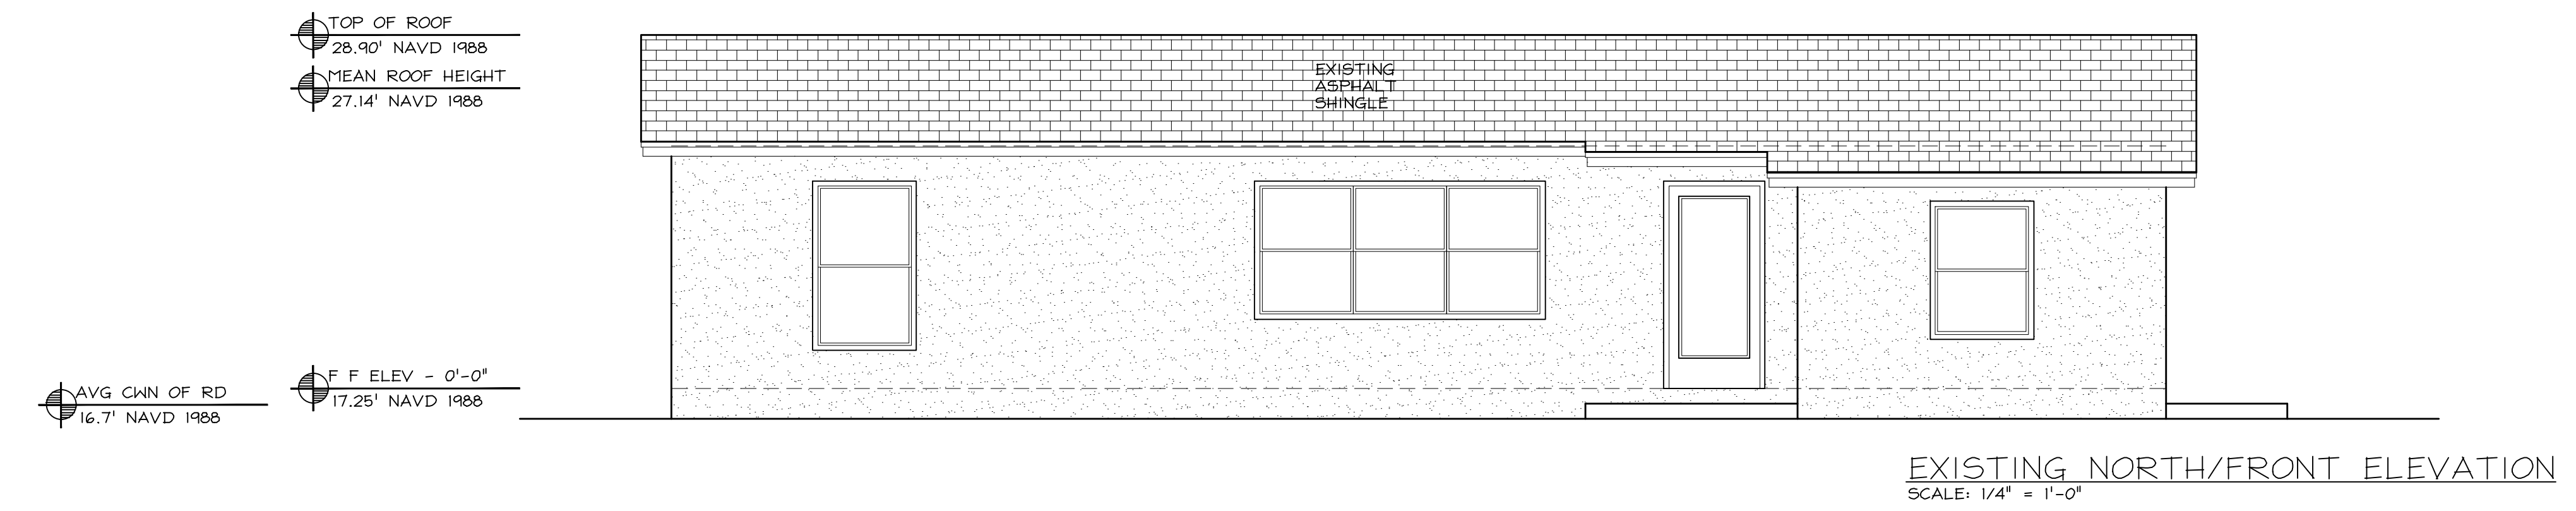 TOP OF ROOF
28.90' NAVD 1988
MEAN ROOF HEIGHT
27.14' NAVD 1988
EXISTING
ASPHALT
SHINGLE
F F ELEV - 0'-0"
17.25' NAVD 1988
AVG CWN OF RD
16.7' NAVD 1988
EXISTING NORTH/FRONT ELEVATION
SCALE: 1/4" = 1'-0"